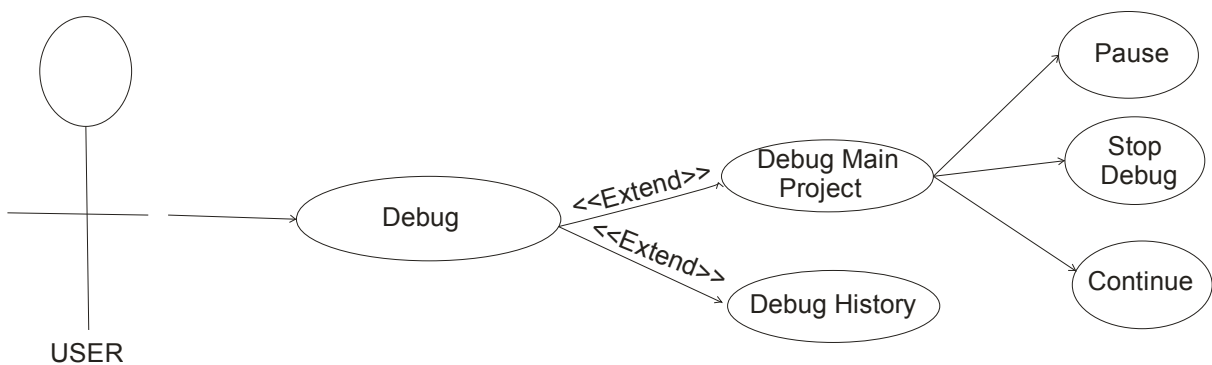 USER
Debug
<<Extend>>
<<Extend>>
Debug Main
Project
Debug History
Pause
Stop
Debug
Continue